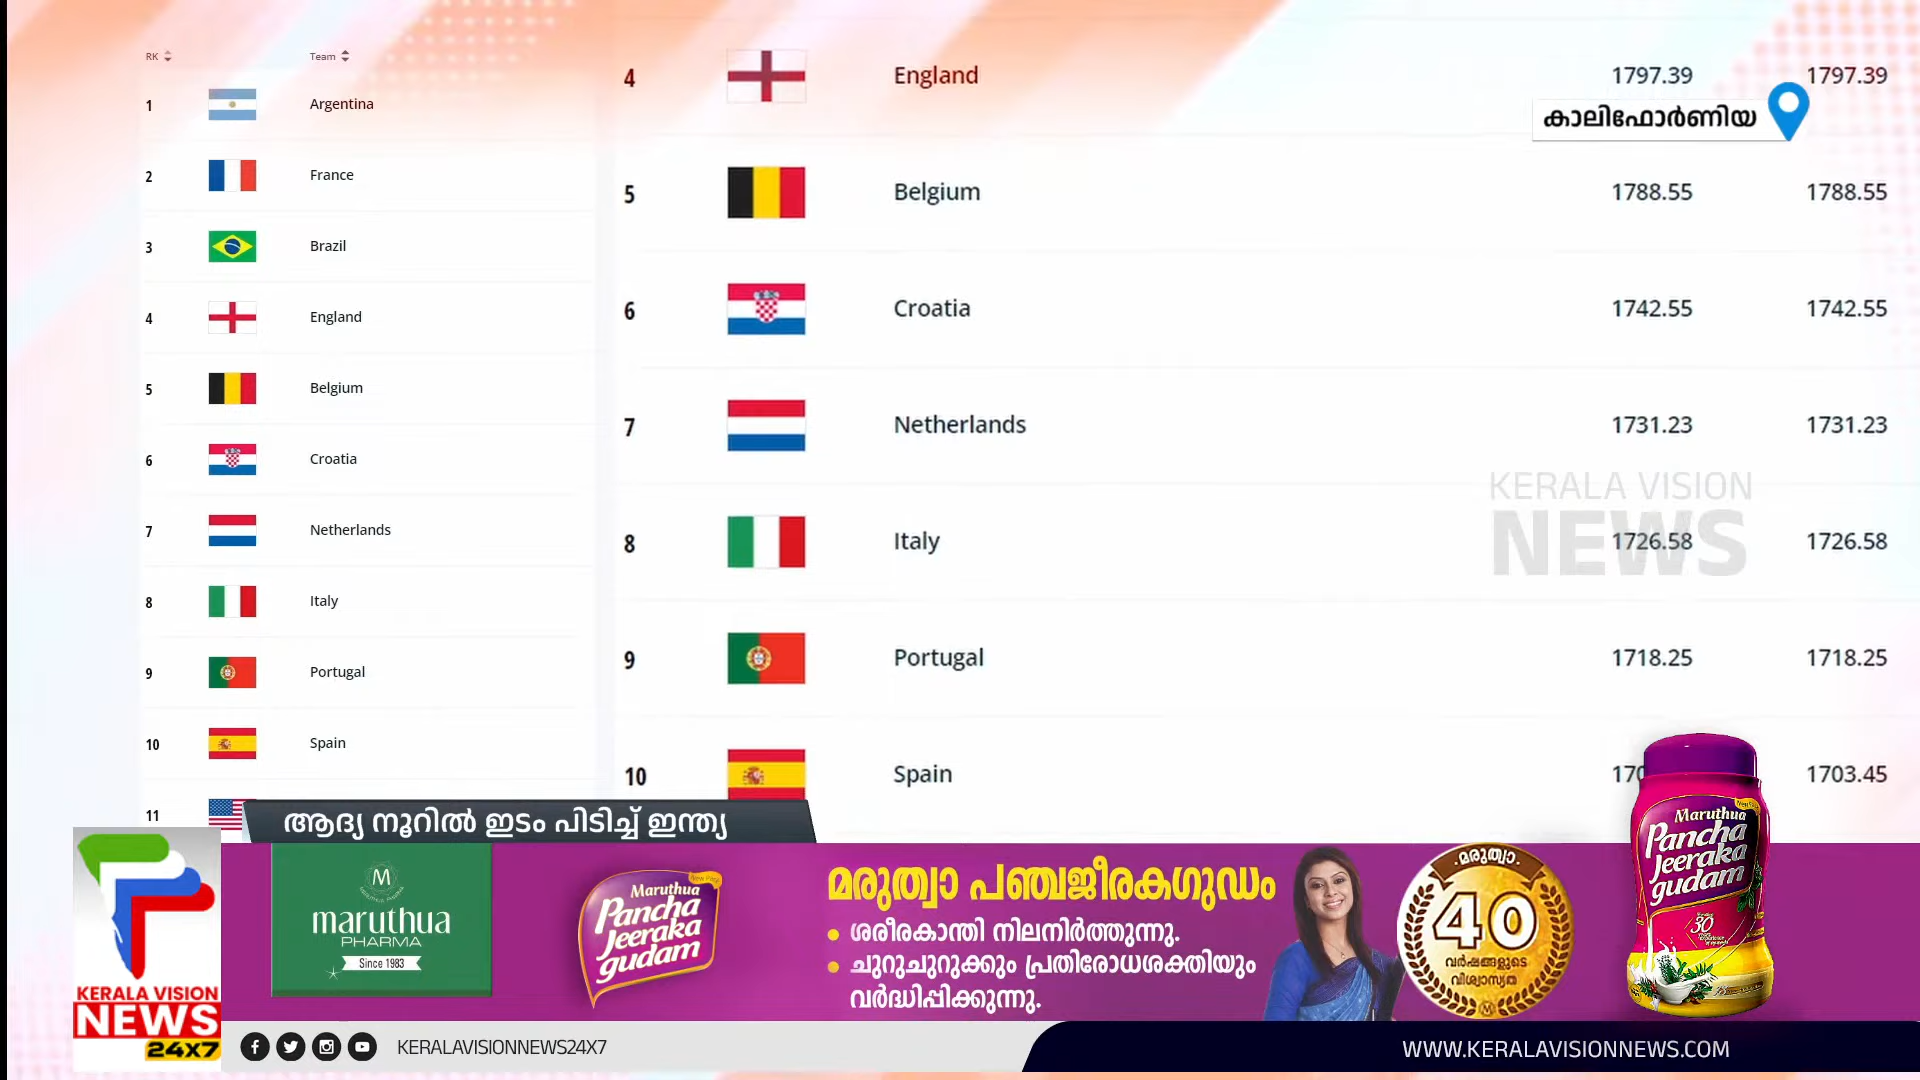 RK
Team
1 Argentina
2 France
3 Brazil
4 England
5 Belgium
6 Croatia
7 Netherlands
8 Italy
9 Portugal
10 Spain
11
4 England 1797.39 1797.39
കാലിഫോർണിയ
5 Belgium 1788.55 1788.55
6 Croatia 1742.55 1742.55
7 Netherlands 1731.23 1731.23
KERALA VISION
NEWS
8 Italy 1726.58 1726.58
9 Portugal 1718.25 1718.25
10 Spain 1703.45
ആദ്യ നൂറിൽ ഇടം പിടിച്ച് ഇന്ത്യ
M
maruthua
PHARMA
Since 1983
Maruthua
Pancha
Jeeraka
gudam
മരുത്വാ പഞ്ചജീരകഗുഡം
• ശരീരകാന്തി നിലനിർത്തുന്നു.
• ചുറുചുറുക്കും പ്രതിരോധശക്തിയും
വർദ്ധിപ്പിക്കുന്നു.
മരുത്വാ
40
വർഷങ്ങളുടെ
വിശ്വാസ്യത
Maruthua
Pancha
Jeeraka
gudam
30
KERALA VISION
NEWS
24x7
KERALAVISIONNEWS24X7
WWW.KERALAVISIONNEWS.COM